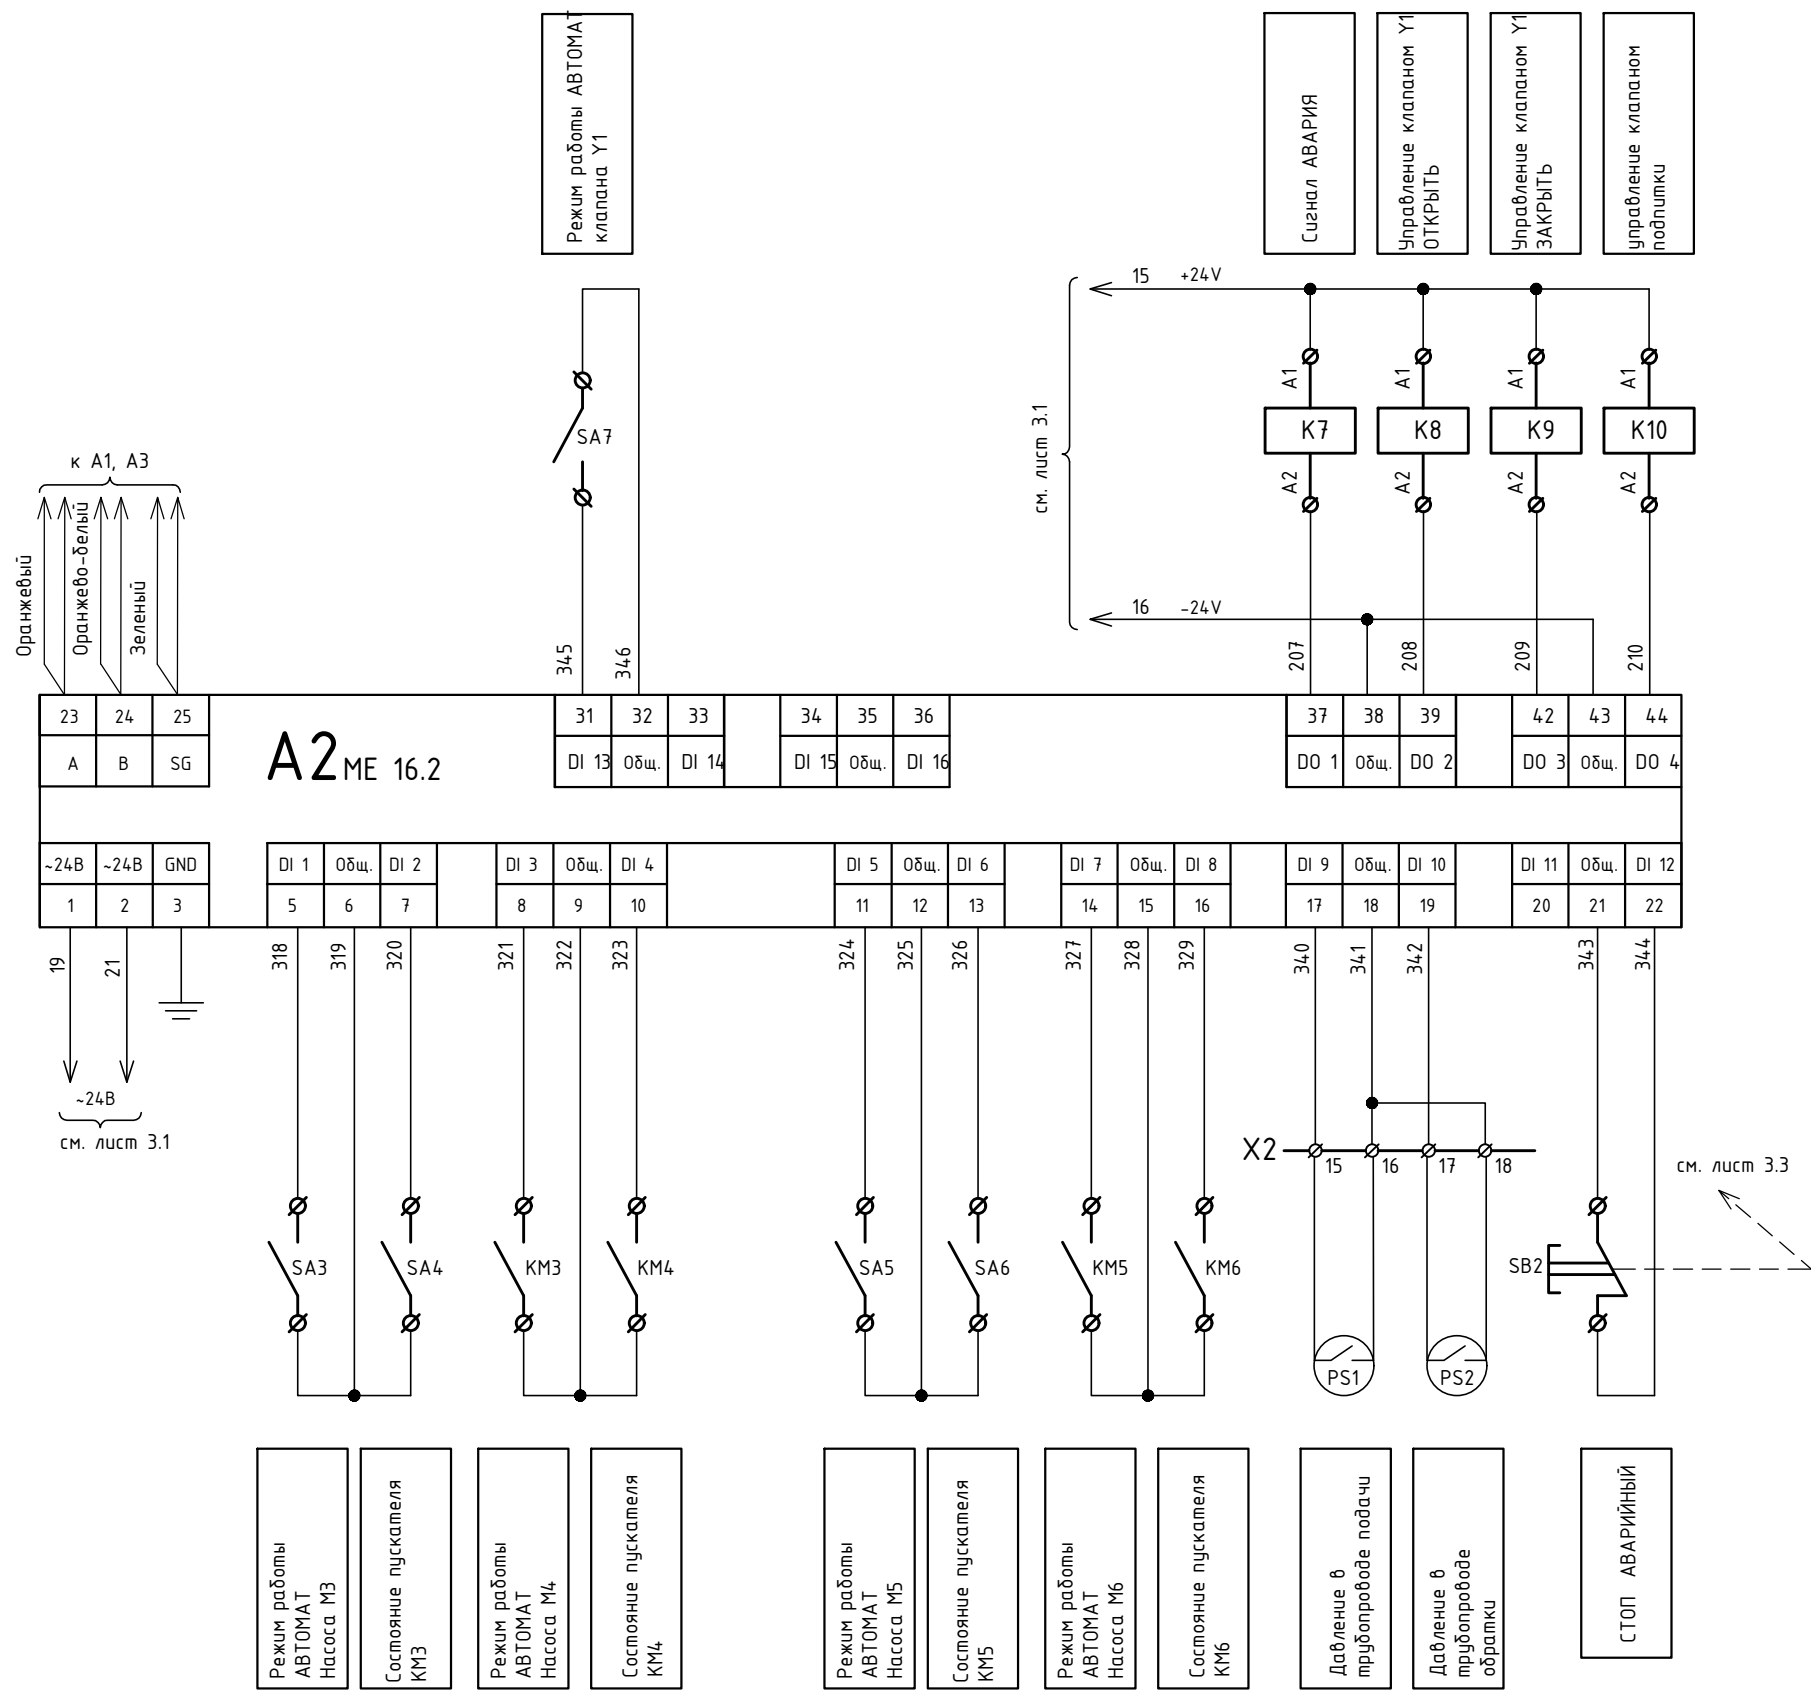 Режим работы АВТОМАТ
клапана Y1
Сигнал АВАРИЯ
Управление клапаном Y1
ОТКРЫТЬ
Управление клапаном Y1
ЗАКРЫТЬ
управление клапаном
подпитки
15 +24V
см. лист 3.1
A1 A1 A1 A1
K7 K8 K9 K10
A2 A2 A2 A2
16 -24V
SA7
к А1, А3
Оранжевый
Оранжево-белый
Зеленый
345 346 207 208 209 210
23 24 25 31 32 33 34 35 36 37 38 39 42 43 44
A B SG DI 13 Общ. DI 14 DI 15 Общ. DI 16 DO 1 Общ. DO 2 DO 3 Общ. DO 4
A2 ME 16.2
~24В ~24В GND DI 1 Общ. DI 2 DI 3 Общ. DI 4 DI 5 Общ. DI 6 DI 7 Общ. DI 8 DI 9 Общ. DI 10 DI 11 Общ. DI 12
1 2 3 5 6 7 8 9 10 11 12 13 14 15 16 17 18 19 20 21 22
19 21 318 319 320 321 322 323 324 325 326 327 328 329 340 341 342 343 344
~24В
см. лист 3.1
X2 15 16 17 18
см. лист 3.3
SA3 SA4 KM3 KM4 SA5 SA6 KM5 KM6 SB2
PS1 PS2
Режим работы
АВТОМАТ
Насоса М3
Состояние пускателя
КМ3
Режим работы
АВТОМАТ
Насоса М4
Состояние пускателя
КМ4
Режим работы
АВТОМАТ
Насоса М5
Состояние пускателя
КМ5
Режим работы
АВТОМАТ
Насоса М6
Состояние пускателя
КМ6
Давление в
трубопроводе подачи
Давление в
трубопроводе
обратки
СТОП АВАРИЙНЫЙ